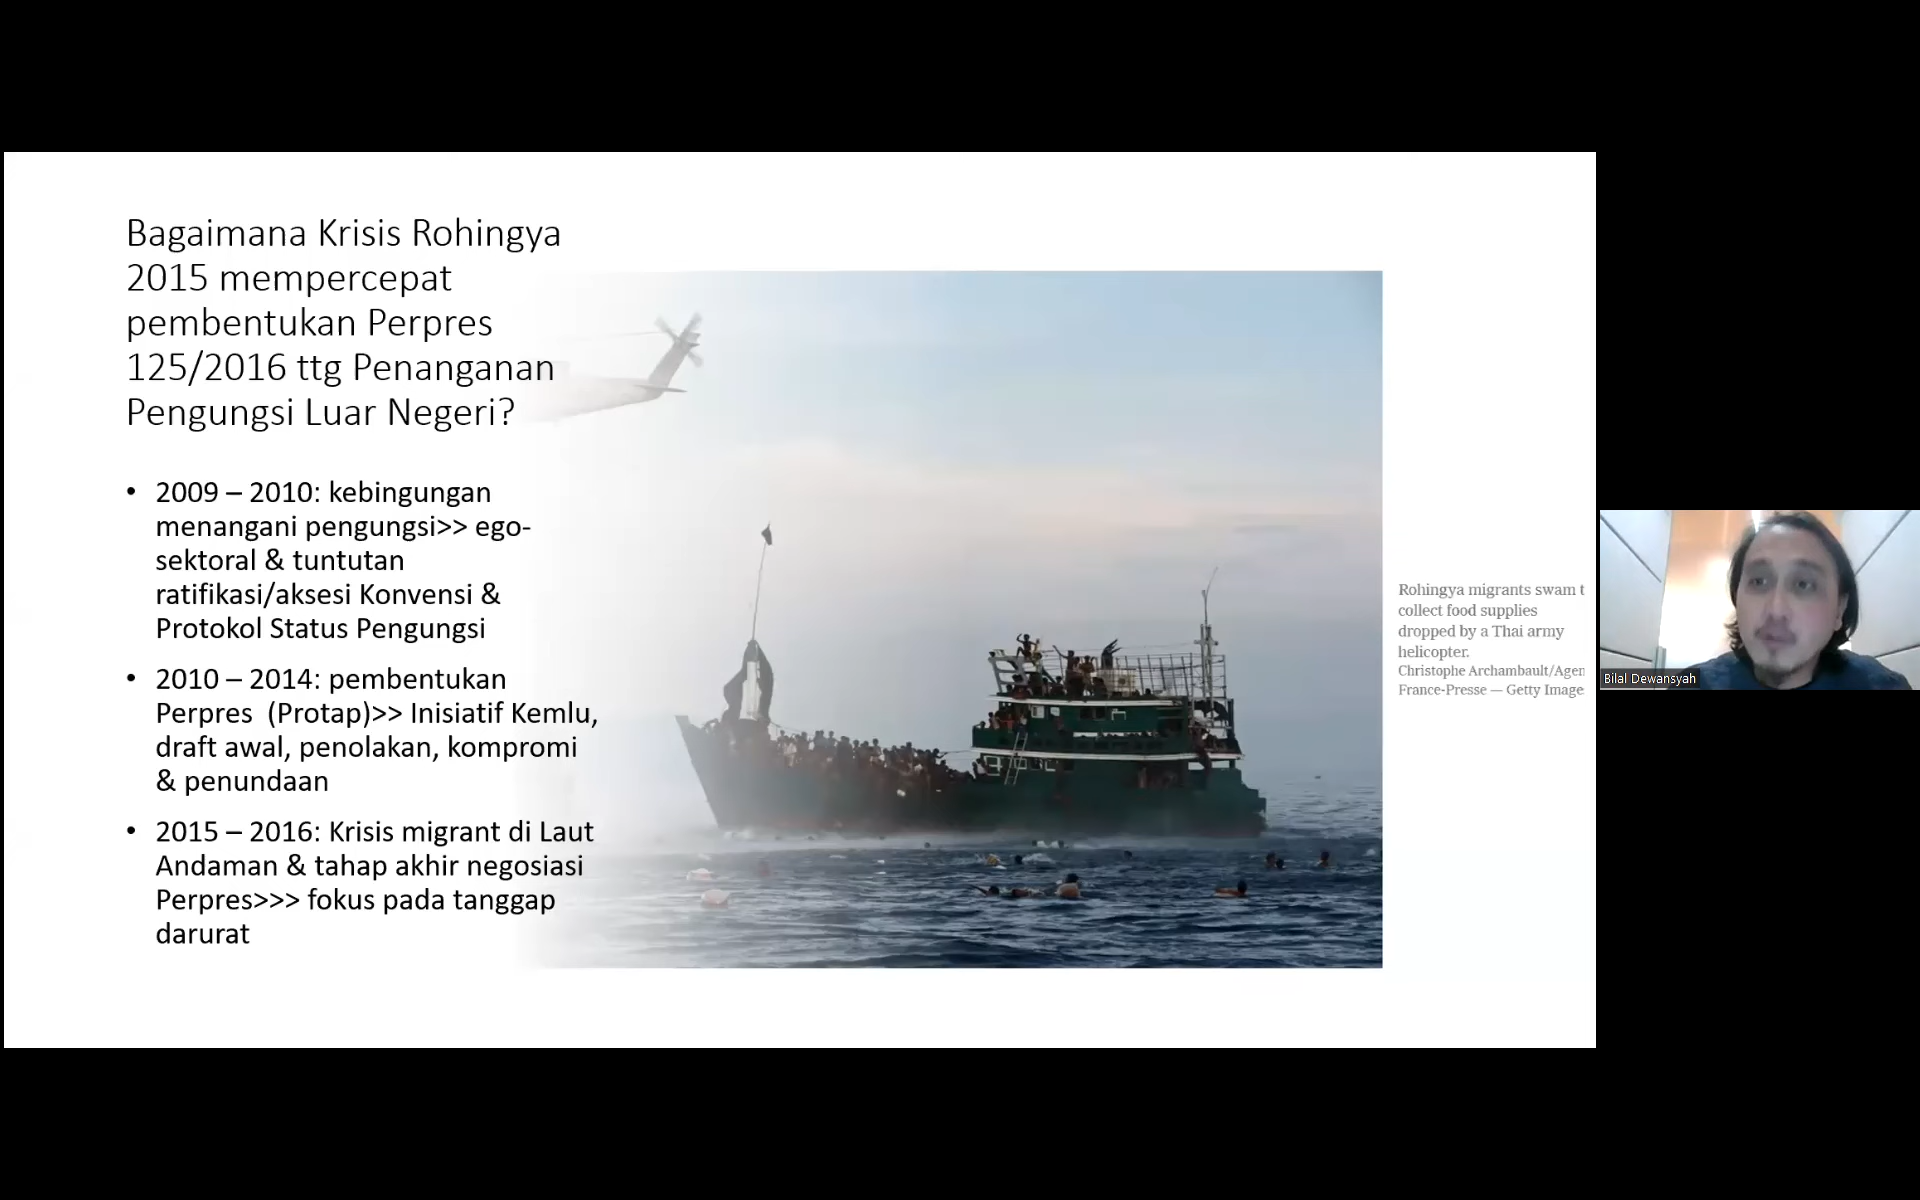 Bagaimana Krisis Rohingya
2015 mempercepat
pembentukan Perpres
125/2016 ttg Penanganan
Pengungsi Luar Negeri?
• 2009 – 2010: kebingungan
menangani pengungsi>> ego-
sektoral & tuntutan
ratifikasi/aksesi Konvensi &
Protokol Status Pengungsi
• 2010 – 2014: pembentukan
Perpres (Protap)>> Inisiatif Kemlu,
draft awal, penolakan, kompromi
& penundaan
• 2015 – 2016: Krisis migrant di Laut
Andaman & tahap akhir negosiasi
Perpres>>> fokus pada tanggap
darurat
Rohingya migrants swam t
collect food supplies
dropped by a Thai army
helicopter.
Christophe Archambault/Agen
France-Presse — Getty Image
Bilal Dewansyah